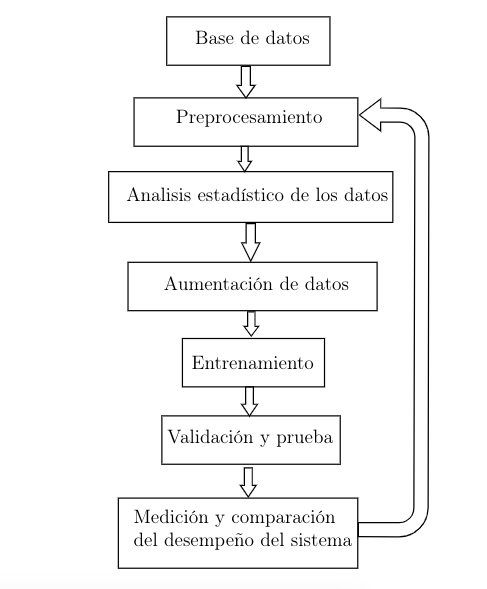 Base de datos
Preprocesamiento
Analisis estadístico de los datos
Aumentación de datos
Entrenamiento
Validación y prueba
Medición y comparación
del desempeño del sistema